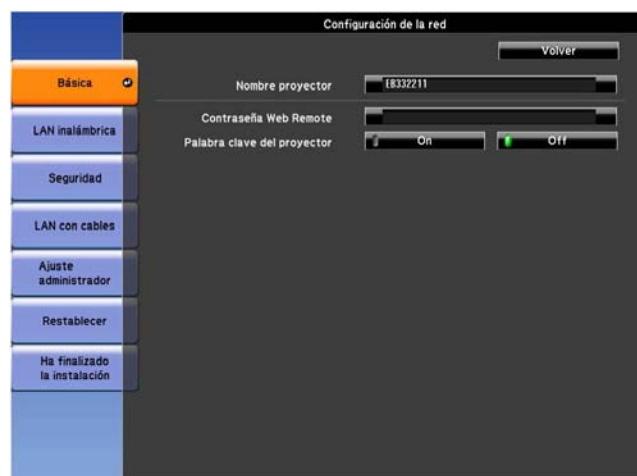 Configuración de la red
Volver
Básica
Nombre proyector
EB332211
Contraseña Web Remote
LAN inalámbrica
Palabra clave del proyector
On
Off
Seguridad
LAN con cables
Ajuste
administrador
Restablecer
Ha finalizado
la instalación